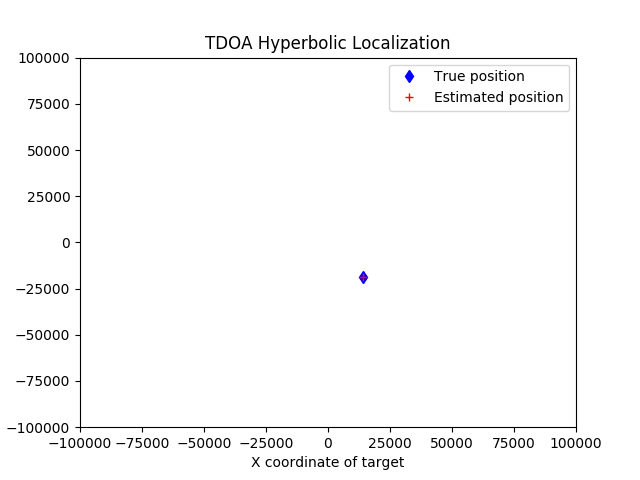 TDOA Hyperbolic Localization
True position
Estimated position
100000
75000
50000
25000
0
−25000
−50000
−75000
−100000
−100000 −75000 −50000 −25000 0 25000 50000 75000 100000
X coordinate of target